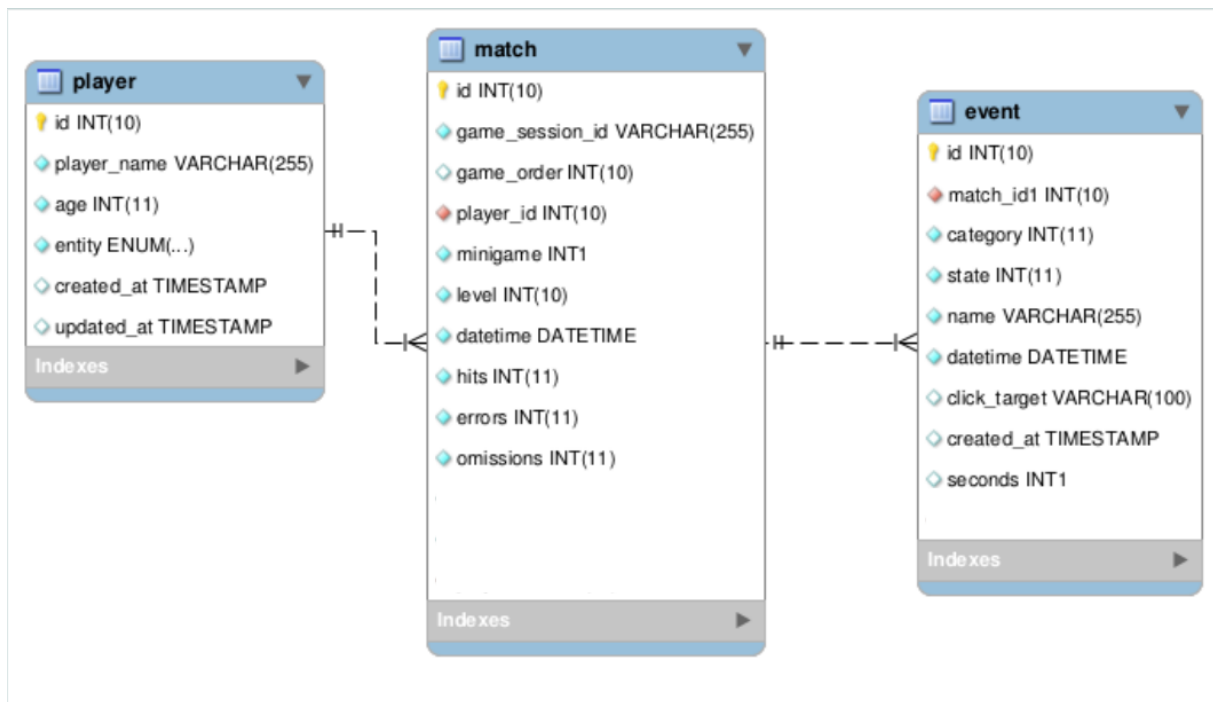 player
id INT(10)
player_name VARCHAR(255)
age INT(11)
entity ENUM(...)
created_at TIMESTAMP
updated_at TIMESTAMP
Indexes
match
id INT(10)
game_session_id VARCHAR(255)
game_order INT(10)
player_id INT(10)
minigame INT1
level INT(10)
datetime DATETIME
hits INT(11)
errors INT(11)
omissions INT(11)
Indexes
event
id INT(10)
match_id1 INT(10)
category INT(11)
state INT(11)
name VARCHAR(255)
datetime DATETIME
click_target VARCHAR(100)
created_at TIMESTAMP
seconds INT1
Indexes